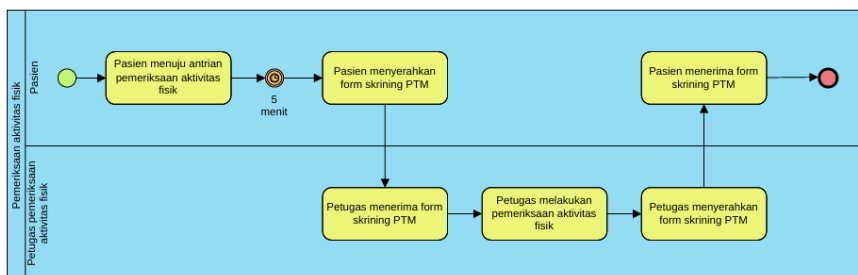 Pemeriksaan aktivitas fisik
Pasien
Pasien menuju antrian
pemeriksaan aktivitas
fisik
5
menit
Pasien menyerahkan
form skrining PTM
Pasien menerima form
skrining PTM
Petugas pemeriksaan
aktivitas fisik
Petugas menerima form
skrining PTM
Petugas melakukan
pemeriksaan aktivitas
fisik
Petugas menyerahkan
form skrining PTM